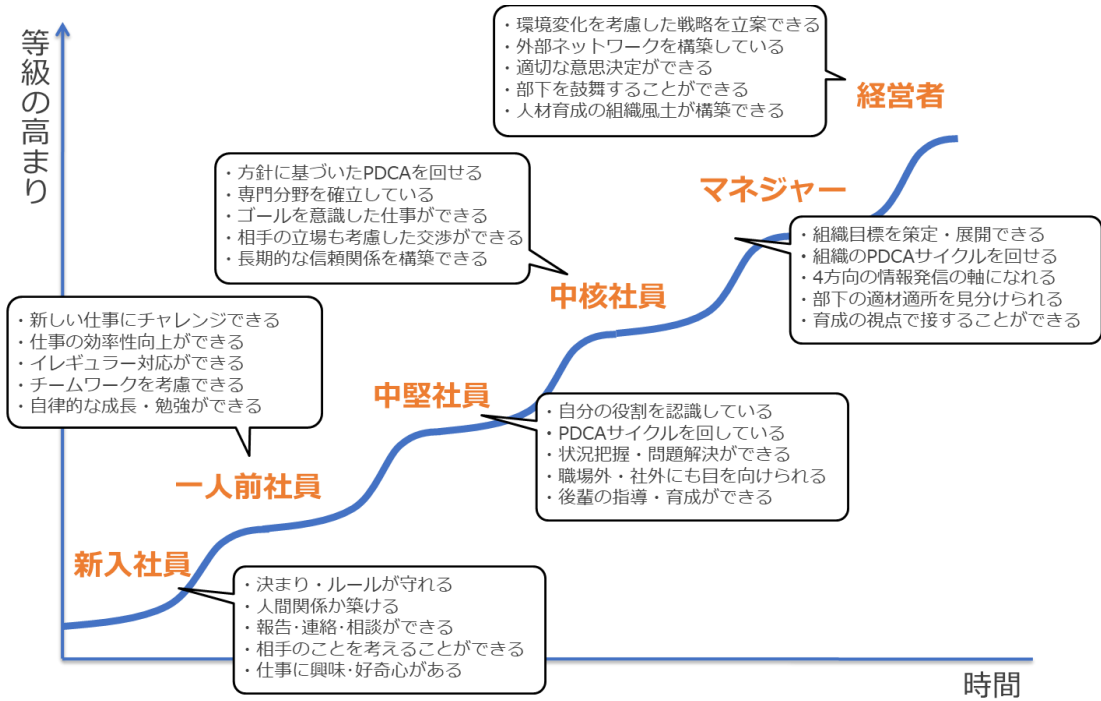 等級の高まり
・環境変化を考慮した戦略を立案できる
・外部ネットワークを構築している
・適切な意思決定ができる
・部下を鼓舞することができる
・人材育成の組織風土が構築できる
経営者
・方針に基づいたPDCAを回せる
・専門分野を確立している
・ゴールを意識した仕事ができる
・相手の立場も考慮した交渉ができる
・長期的な信頼関係を構築できる
マネジャー
・組織目標を策定・展開できる
・組織のPDCAサイクルを回せる
・4方向の情報発信の軸になれる
・部下の適材適所を見分けられる
・育成の視点で接することができる
中核社員
・新しい仕事にチャレンジできる
・仕事の効率性向上ができる
・イレギュラー対応ができる
・チームワークを考慮できる
・自律的な成長・勉強ができる
中堅社員
・自分の役割を認識している
・PDCAサイクルを回している
・状況把握・問題解決ができる
・職場外・社外にも目を向けられる
・後輩の指導・育成ができる
一人前社員
新入社員
・決まり・ルールが守れる
・人間関係か築ける
・報告･連絡･相談ができる
・相手のことを考えることができる
・仕事に興味･好奇心がある
時間